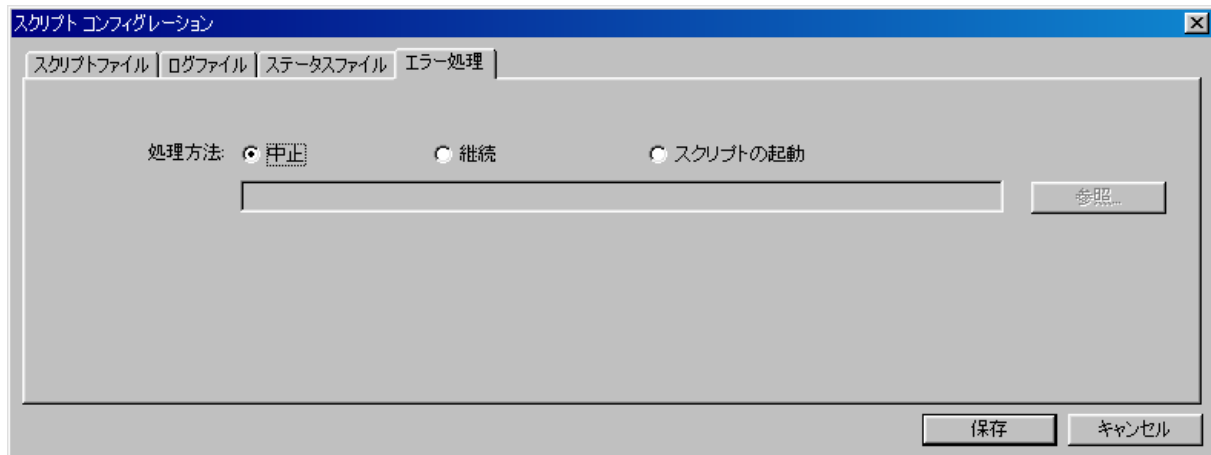 スクリプト コンフィグレーション
スクリプトファイル ログファイル ステータスファイル エラー処理
処理方法: 中止 継続 スクリプトの起動
参照...
保存 キャンセル